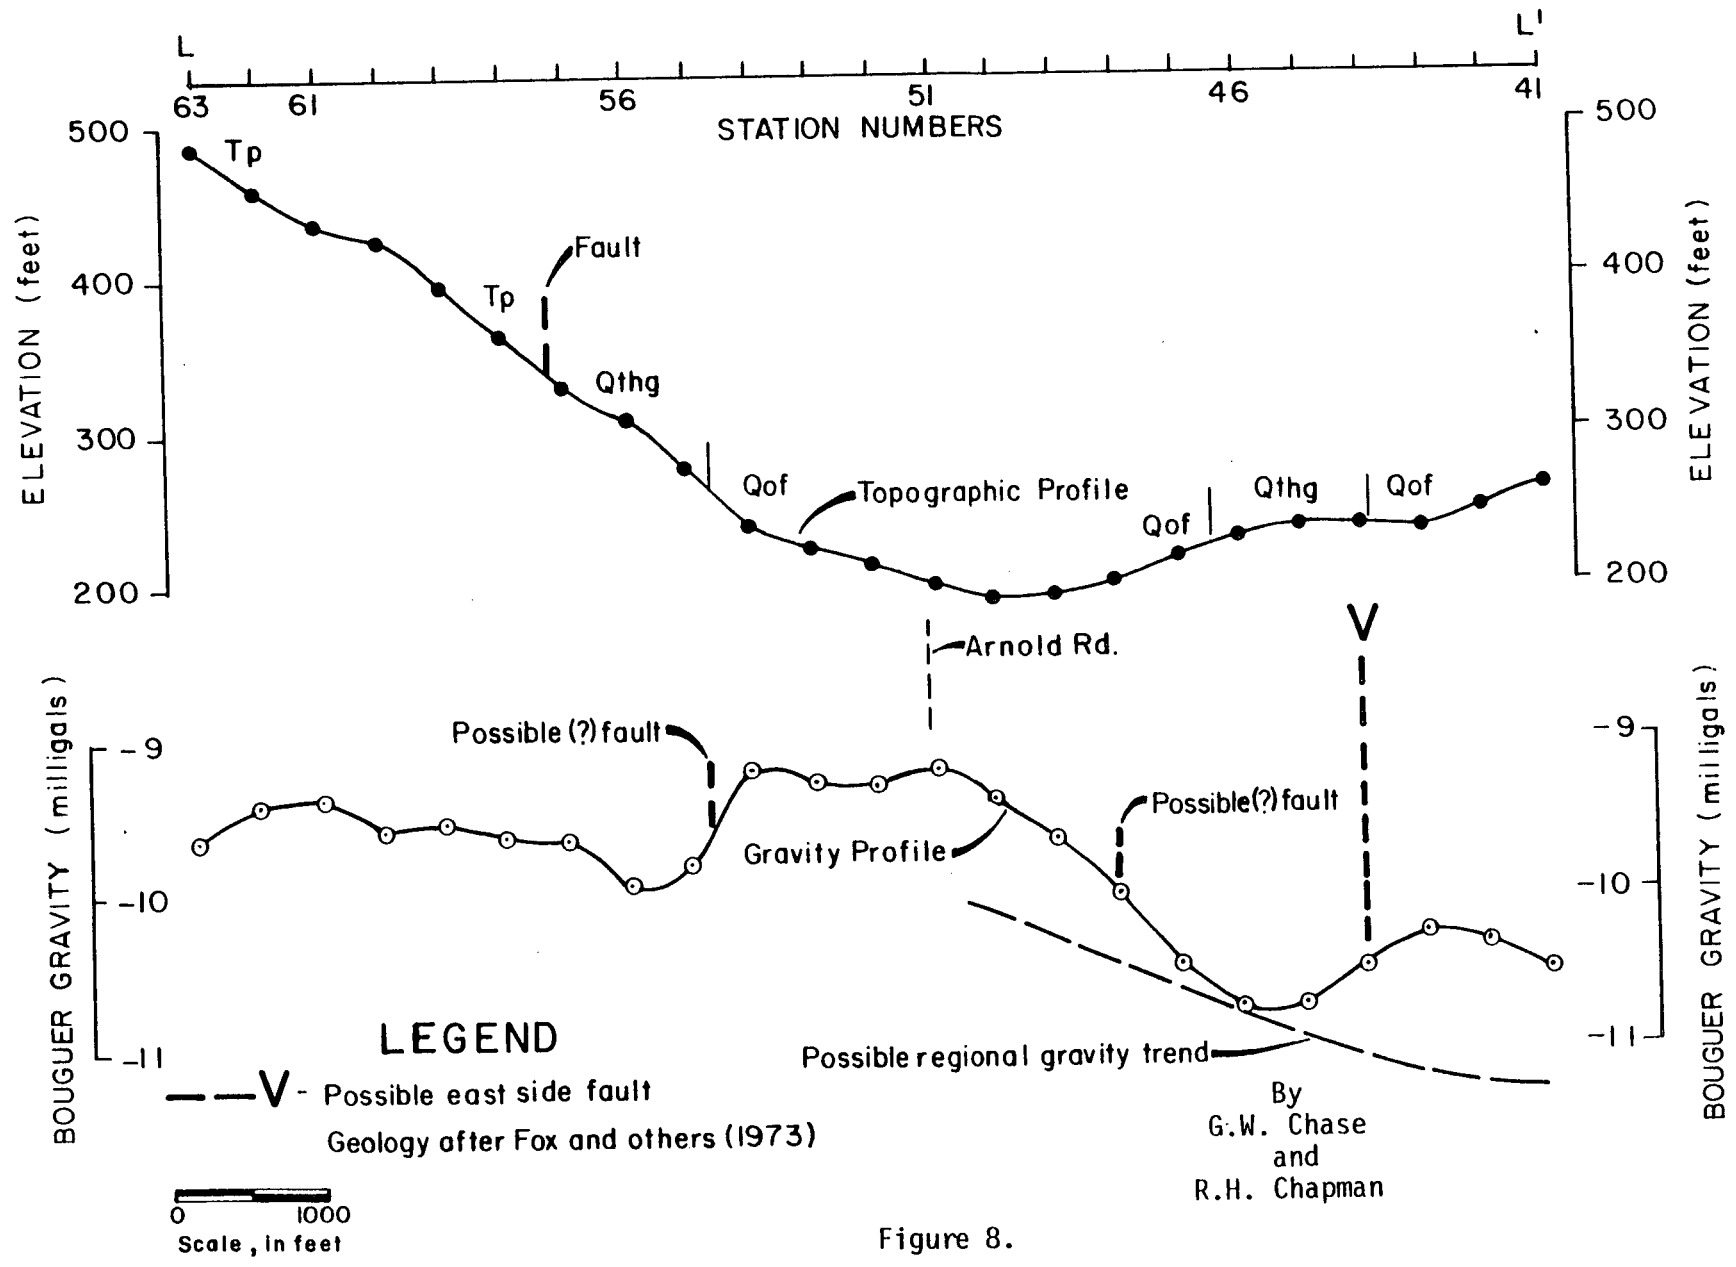 L L'
63 61 56 51 46 41
STATION NUMBERS
500 500
Tp
Fault
400 400
Tp
Qthg
ELEVATION (feet)
ELEVATION (feet)
300 300
Qof
Topographic Profile
Qof
Qthg
Qof
200 200
V
Arnold Rd.
Possible (?) fault
-9 -9
Possible(?) fault
Gravity Profile
-10 -10
BOUGUER GRAVITY (milligals)
BOUGUER GRAVITY (milligals)
-11 -11
Possible regional gravity trend
LEGEND
V - Possible east side fault
Geology after Fox and others (1973)
By
G.W. Chase
and
R.H. Chapman
0 1000
Scale, in feet
Figure 8.